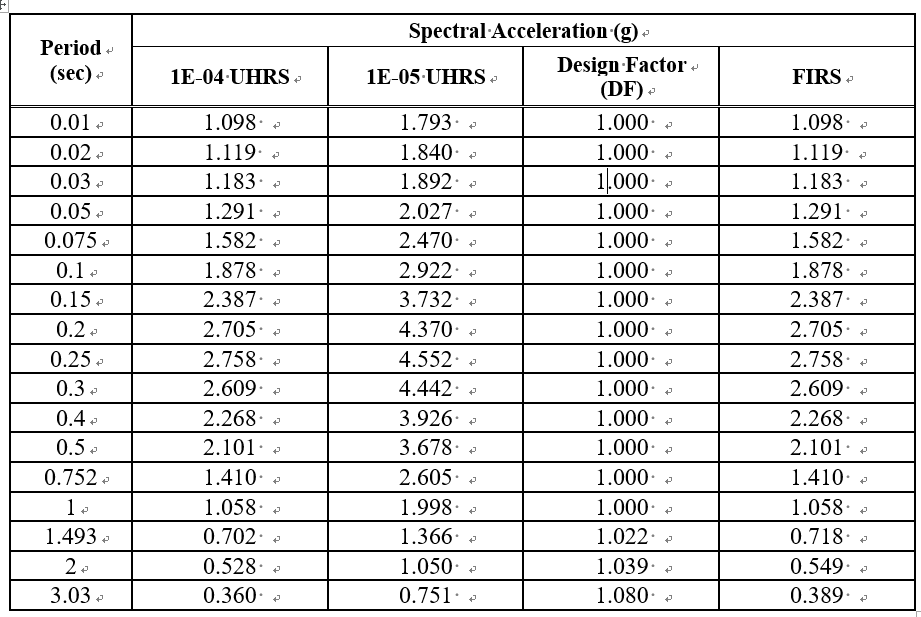 Spectral Acceleration (g)
Period
(sec)
1E-04 UHRS 1E-05 UHRS Design Factor
(DF) FIRS
0.01 1.098 1.793 1.000 1.098
0.02 1.119 1.840 1.000 1.119
0.03 1.183 1.892 1.000 1.183
0.05 1.291 2.027 1.000 1.291
0.075 1.582 2.470 1.000 1.582
0.1 1.878 2.922 1.000 1.878
0.15 2.387 3.732 1.000 2.387
0.2 2.705 4.370 1.000 2.705
0.25 2.758 4.552 1.000 2.758
0.3 2.609 4.442 1.000 2.609
0.4 2.268 3.926 1.000 2.268
0.5 2.101 3.678 1.000 2.101
0.752 1.410 2.605 1.000 1.410
1 1.058 1.998 1.000 1.058
1.493 0.702 1.366 1.022 0.718
2 0.528 1.050 1.039 0.549
3.03 0.360 0.751 1.080 0.389